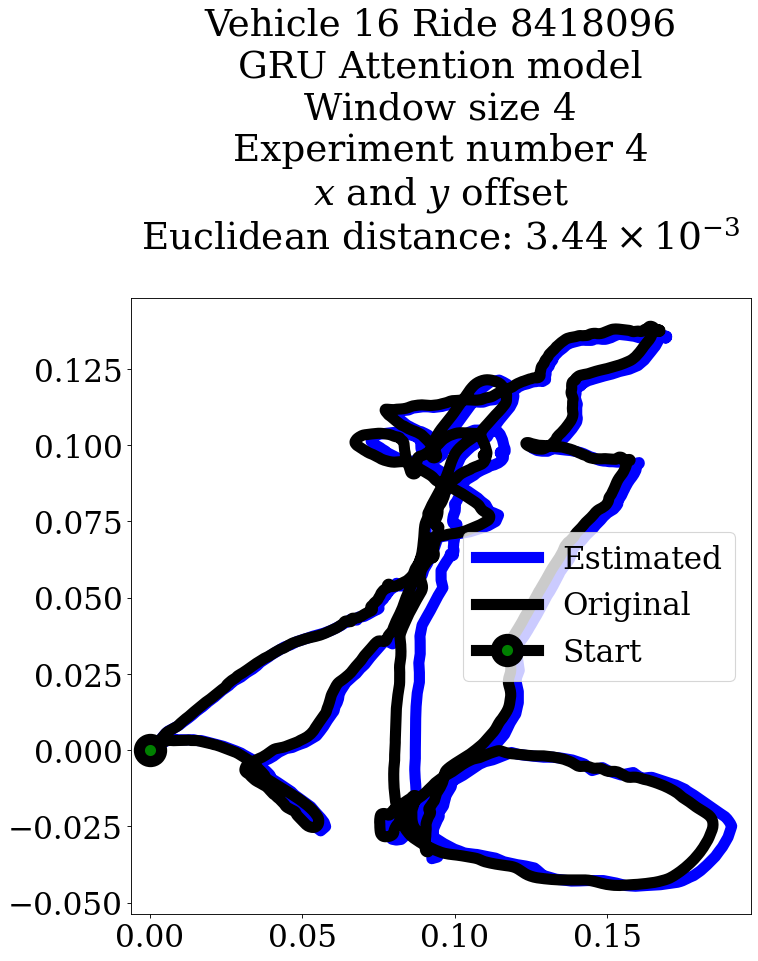 Vehicle 16 Ride 8418096
GRU Attention model
Window size 4
Experiment number 4
x and y offset
Euclidean distance: 3.44 × 10⁻³
0.125
0.100
0.075
0.050
0.025
0.000
−0.025
−0.050
Estimated
Original
Start
0.00 0.05 0.10 0.15